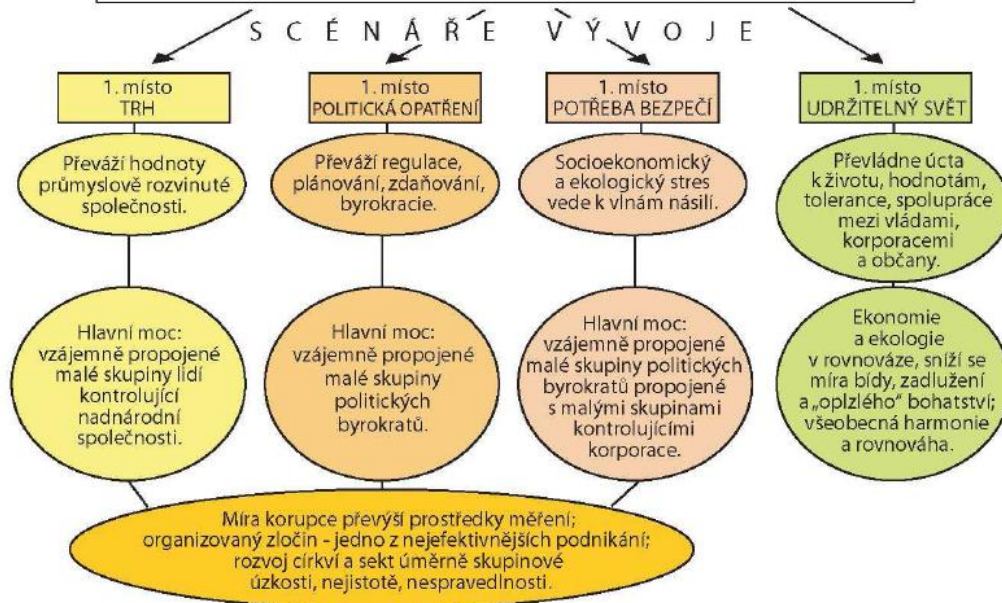 SCÉNÁŘE VÝVOJE
1. místo
TRH
Převáží hodnoty
průmyslově rozvinuté
společnosti.
Hlavní moc:
vzájemně propojené
malé skupiny lidí
kontrolující
nadnárodní
společnosti.
1. místo
POLITICKÁ OPATŘENÍ
Převáží regulace,
plánování, zdaňování,
byrokracie.
Hlavní moc:
vzájemně propojené
malé skupiny
politických
byrokratů.
1. místo
POTŘEBA BEZPEČÍ
Socioekonomický
a ekologický stres
vede k vlnám násilí.
Hlavní moc:
vzájemně propojené
malé skupiny politických
byrokratů propojené
s malými skupinami
kontrolujícími
korporace.
1. místo
UDRŽITELNÝ SVĚT
Převládne úcta
k životu, hodnotám,
tolerance, spolupráce
mezi vládami,
korporacemi
a občany.
Ekonomie
a ekologie
v rovnováze, sníží se
míra bídy, zadlužení
a „oplzlého“ bohatství;
všeobecná harmonie
a rovnováha.
Míra korupce převýší prostředky měření;
organizovaný zločin - jedno z nejefektivnějších podnikání;
rozvoj církví a sekt úměrně skupinové
úzkosti, nejistotě, nespravedlnosti.